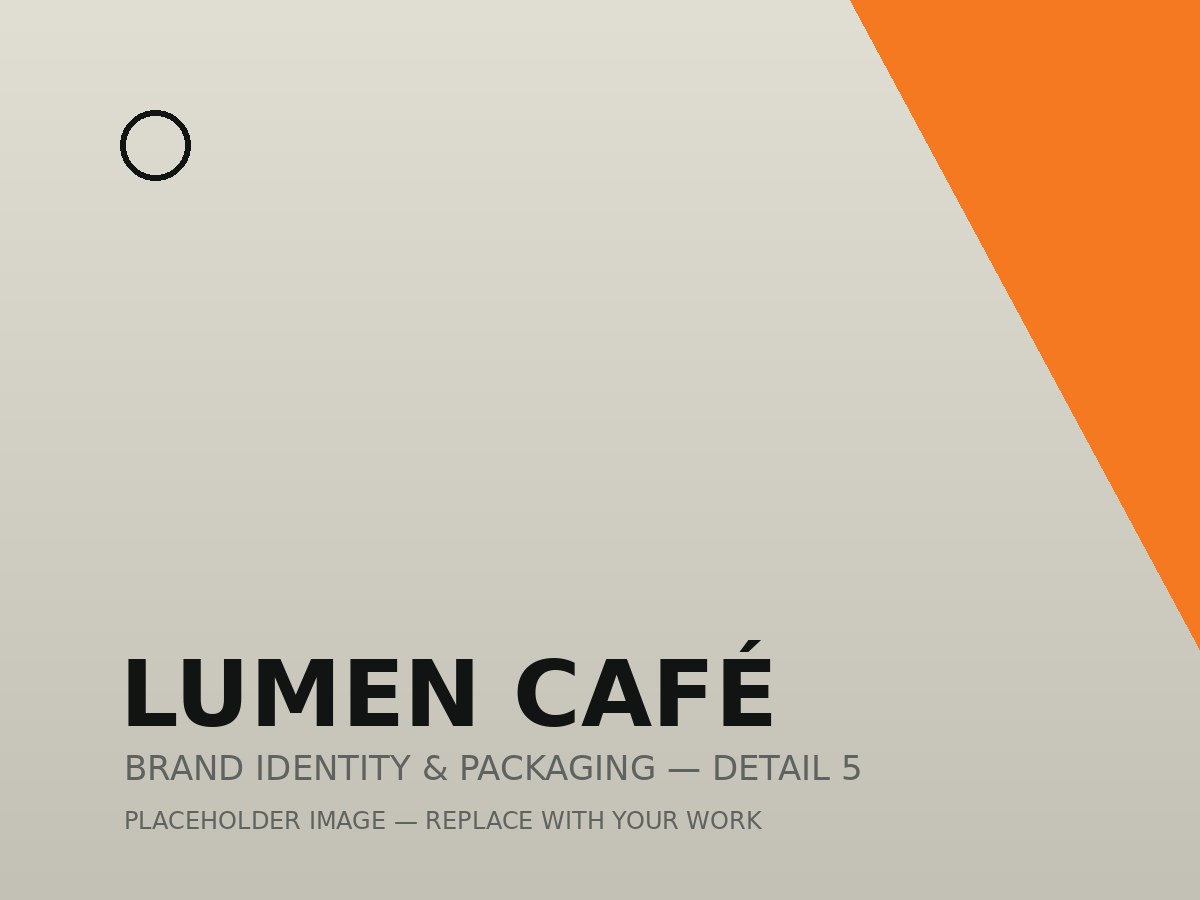 LUMEN CAFÉ
BRAND IDENTITY & PACKAGING — DETAIL 5
PLACEHOLDER IMAGE — REPLACE WITH YOUR WORK